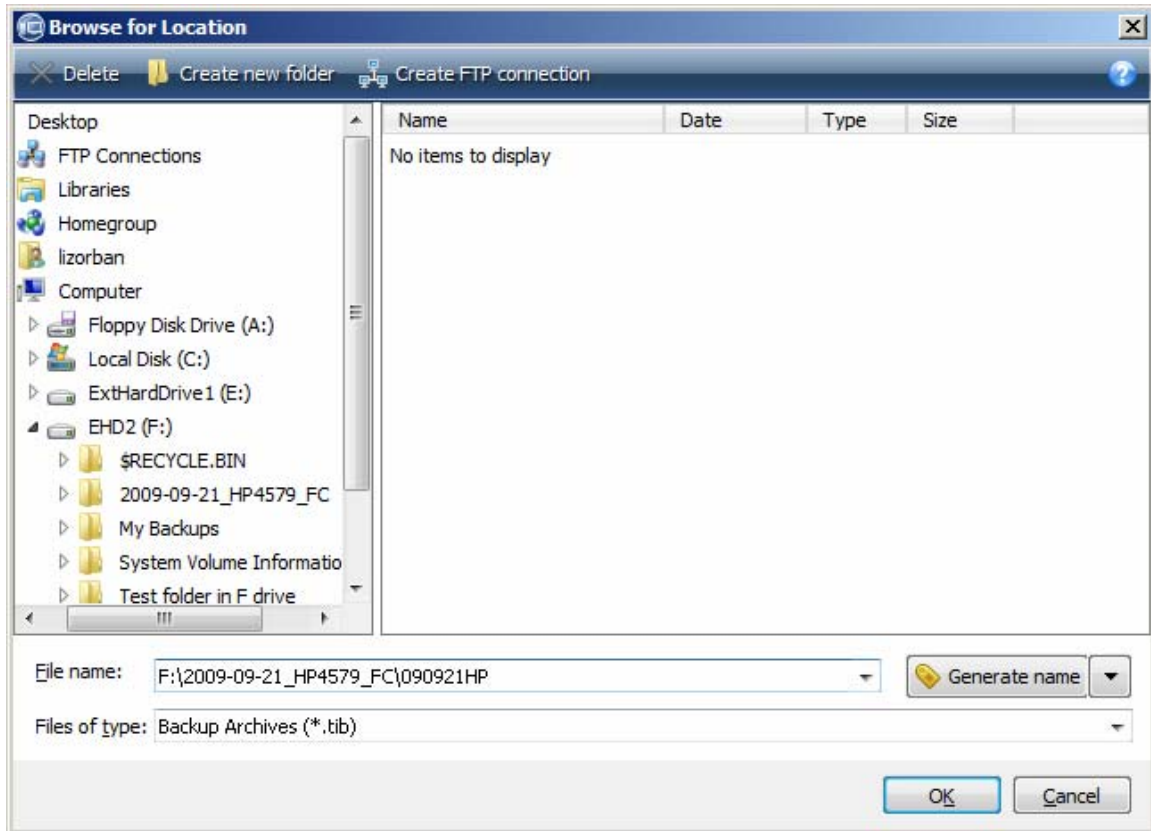 Browse for Location
Delete Create new folder Create FTP connection
Desktop
FTP Connections
Libraries
Homegroup
lizorban
Computer
Floppy Disk Drive (A:)
Local Disk (C:)
ExtHardDrive1 (E:)
EHD2 (F:)
$RECYCLE.BIN
2009-09-21_HP4579_FC
My Backups
System Volume Informatio
Test folder in F drive
Name Date Type Size
No items to display
File name: F:\2009-09-21_HP4579_FC\090921HP Generate name
Files of type: Backup Archives (*.tib)
OK Cancel